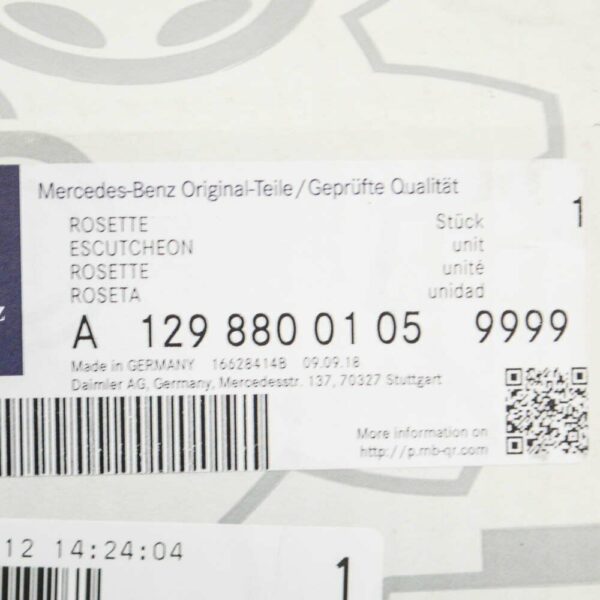 Mercedes-Benz Original-Teile/Geprüfte Qualität
1
ROSETTE Stück
ESCUTCHEON unit
ROSETTE unité
ROSETA unidad
A 129 880 01 05 9999
Made in GERMANY 16628414B 09.09.18
Daimler AG, Germany, Mercedesstr. 137, 70327 Stuttgart
More information on
http://p.mb-qr.com
z
12 14:24:04
1